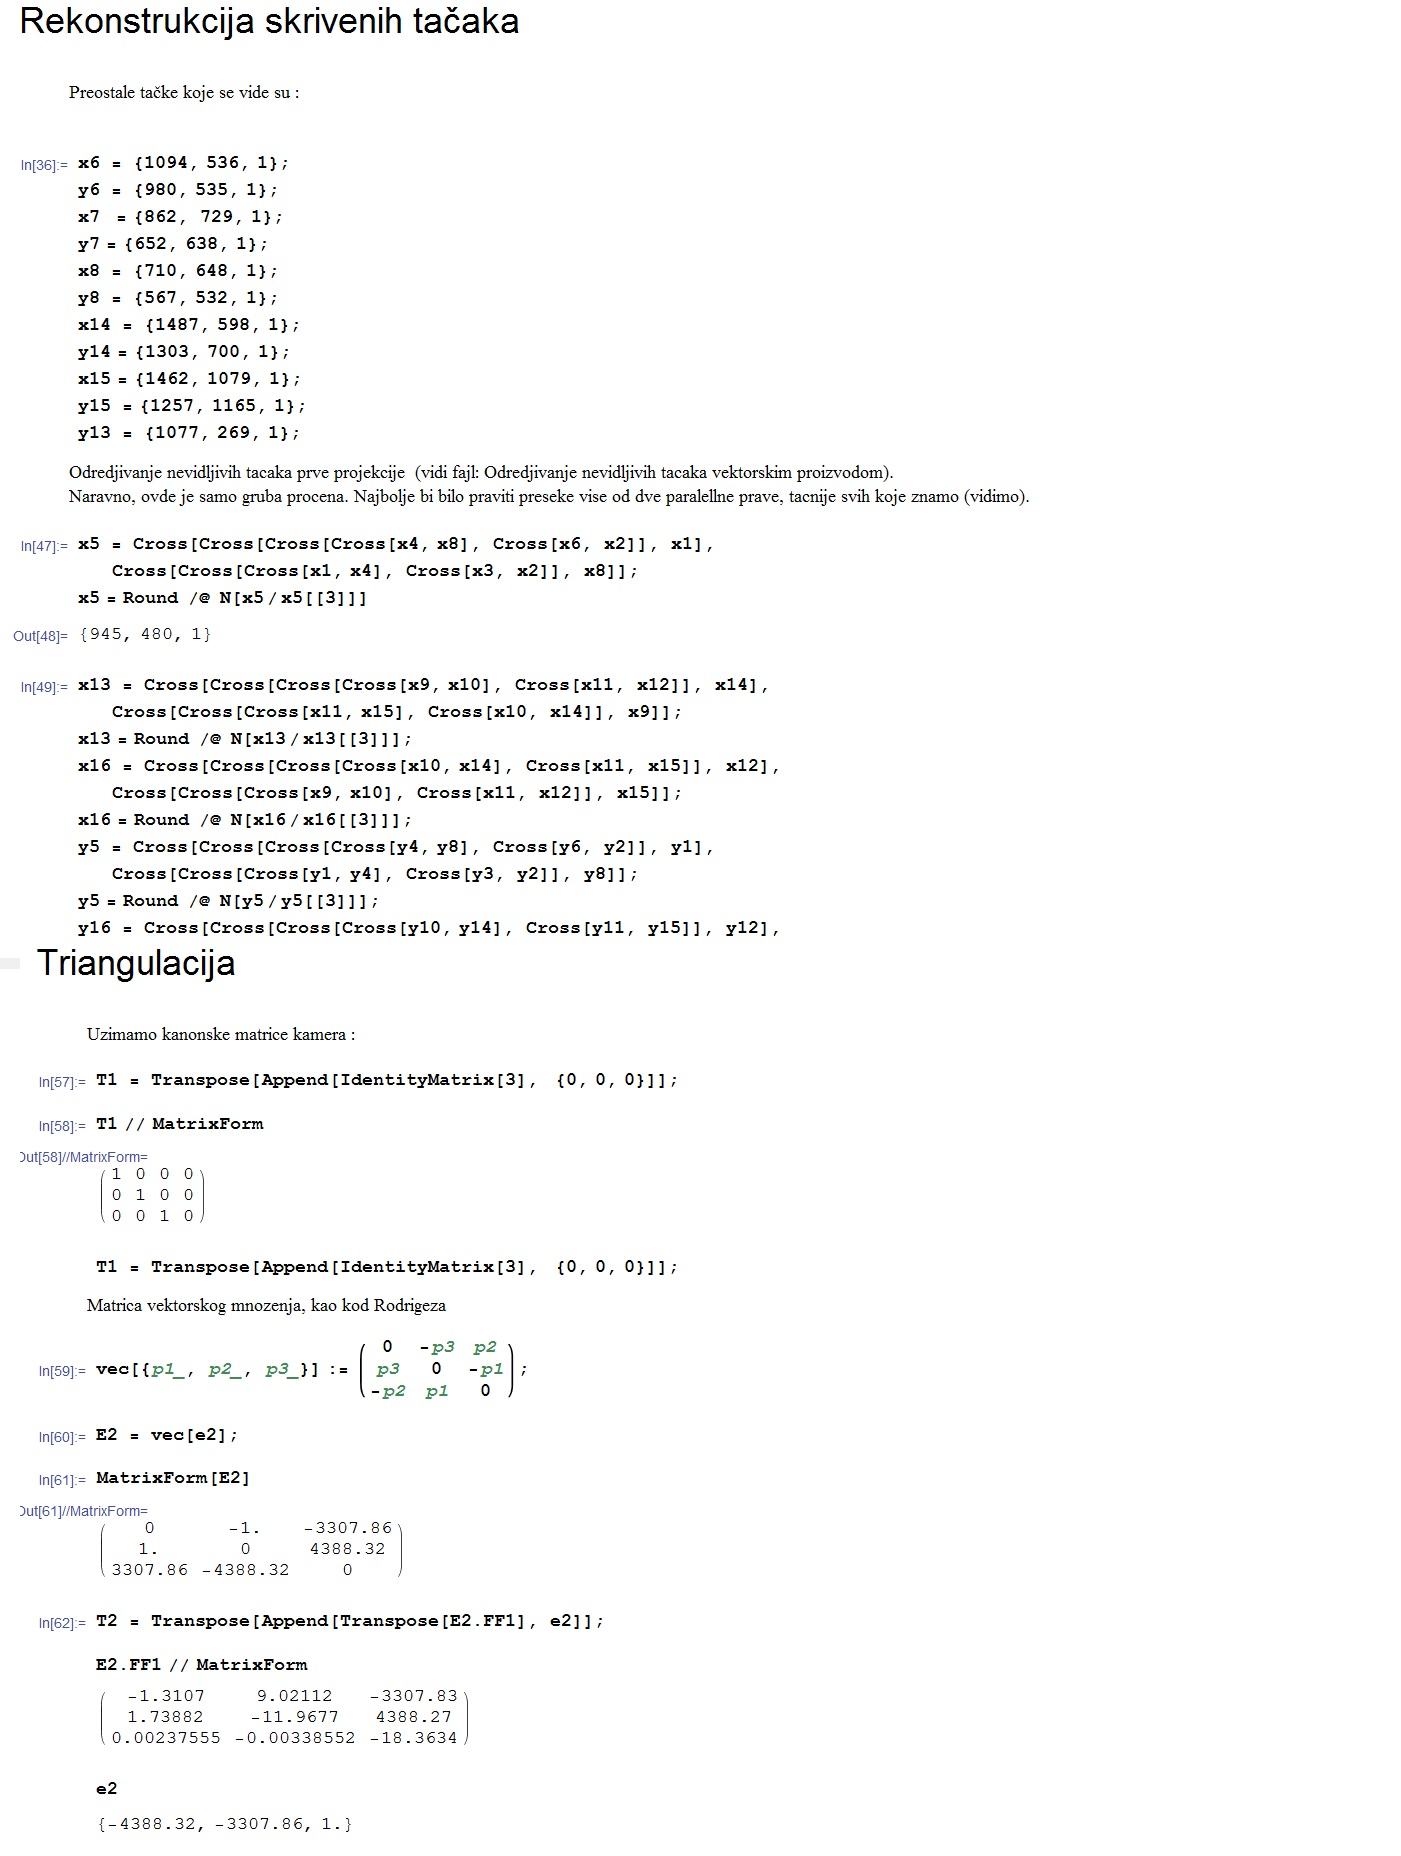 Rekonstrukcija skrivenih tačaka
Preostale tačke koje se vide su :
In[36]:= x6 = {1094, 536, 1};
y6 = {980, 535, 1};
x7 = {862, 729, 1};
y7 = {652, 638, 1};
x8 = {710, 648, 1};
y8 = {567, 532, 1};
x14 = {1487, 598, 1};
y14 = {1303, 700, 1};
x15 = {1462, 1079, 1};
y15 = {1257, 1165, 1};
y13 = {1077, 269, 1};
Odredjivanje nevidljivih tacaka prve projekcije (vidi fajl: Odredjivanje nevidljivih tacaka vektorskim proizvodom).
Naravno, ovde je samo gruba procena. Najbolje bi bilo praviti preseke vise od dve paralellne prave, tacnije svih koje znamo (vidimo).
In[47]:= x5 = Cross[Cross[Cross[Cross[x4, x8], Cross[x6, x2]], x1],
Cross[Cross[Cross[x1, x4], Cross[x3, x2]], x8]];
x5 = Round /@ N[x5 / x5[[3]]]
Out[48]= {945, 480, 1}
In[49]:= x13 = Cross[Cross[Cross[Cross[x9, x10], Cross[x11, x12]], x14],
Cross[Cross[Cross[x11, x15], Cross[x10, x14]], x9]];
x13 = Round /@ N[x13 / x13[[3]]];
x16 = Cross[Cross[Cross[Cross[x10, x14], Cross[x11, x15]], x12],
Cross[Cross[Cross[x9, x10], Cross[x11, x12]], x15]];
x16 = Round /@ N[x16 / x16[[3]]];
y5 = Cross[Cross[Cross[Cross[y4, y8], Cross[y6, y2]], y1],
Cross[Cross[Cross[y1, y4], Cross[y3, y2]], y8]];
y5 = Round /@ N[y5 / y5[[3]]];
y16 = Cross[Cross[Cross[Cross[y10, y14], Cross[y11, y15]], y12],
Triangulacija
Uzimamo kanonske matrice kamera :
In[57]:= T1 = Transpose[Append[IdentityMatrix[3], {0, 0, 0}]];
In[58]:= T1 // MatrixForm
Out[58]//MatrixForm=
1 0 0 0
0 1 0 0
0 0 1 0
T1 = Transpose[Append[IdentityMatrix[3], {0, 0, 0}]];
Matrica vektorskog mnozenja, kao kod Rodrigeza
0 -p3 p2
In[59]:= vec[{p1_, p2_, p3_}] := p3 0 -p1 ;
-p2 p1 0
In[60]:= E2 = vec[e2];
In[61]:= MatrixForm[E2]
Out[61]//MatrixForm=
0 -1. -3307.86
1. 0 4388.32
3307.86 -4388.32 0
In[62]:= T2 = Transpose[Append[Transpose[E2.FF1], e2]];
E2.FF1 // MatrixForm
-1.3107 9.02112 -3307.83
1.73882 -11.9677 4388.27
0.00237555 -0.00338552 -18.3634
e2
{-4388.32, -3307.86, 1.}